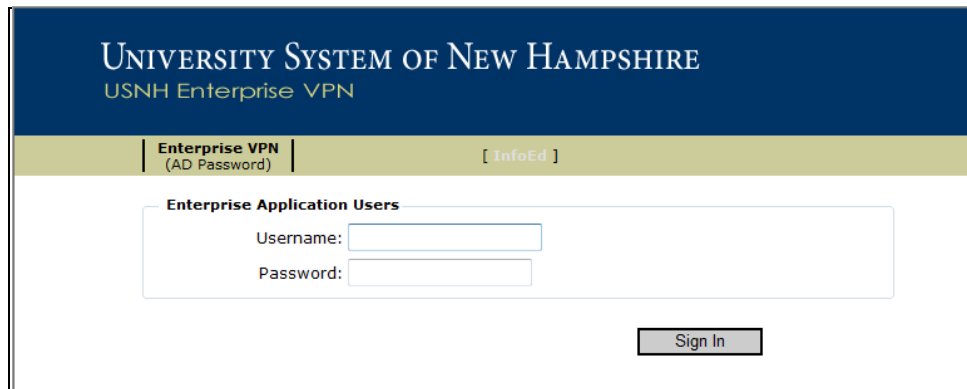 UNIVERSITY SYSTEM OF NEW HAMPSHIRE
USNH Enterprise VPN
Enterprise VPN
(AD Password)
[ InfoEd ]
Enterprise Application Users
Username:
Password:
Sign In